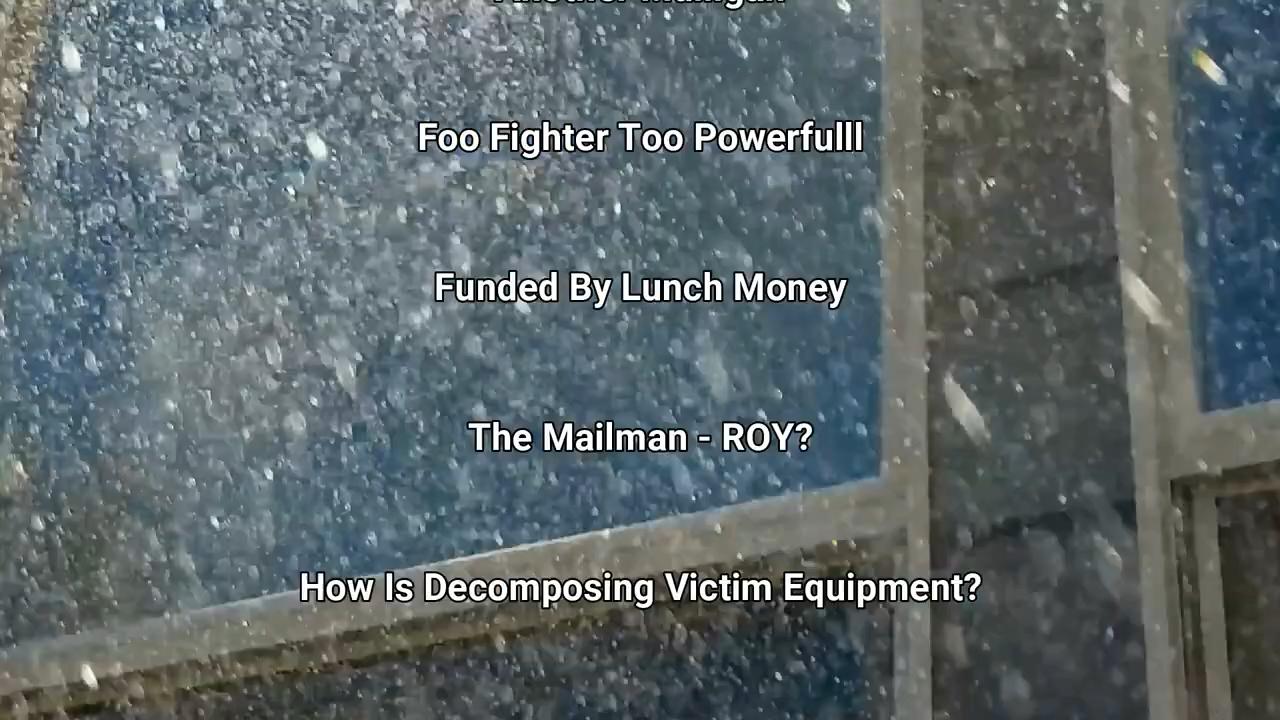 Foo Fighter Too Powerfulll
Funded By Lunch Money
The Mailman - ROY?
How Is Decomposing Victim Equipment?